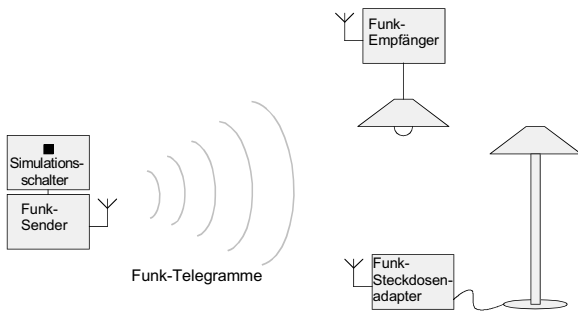 Funk-
Empfänger
Simulations-
schalter
Funk-
Sender
Funk-Telegramme
Funk-
Steckdosen-
adapter